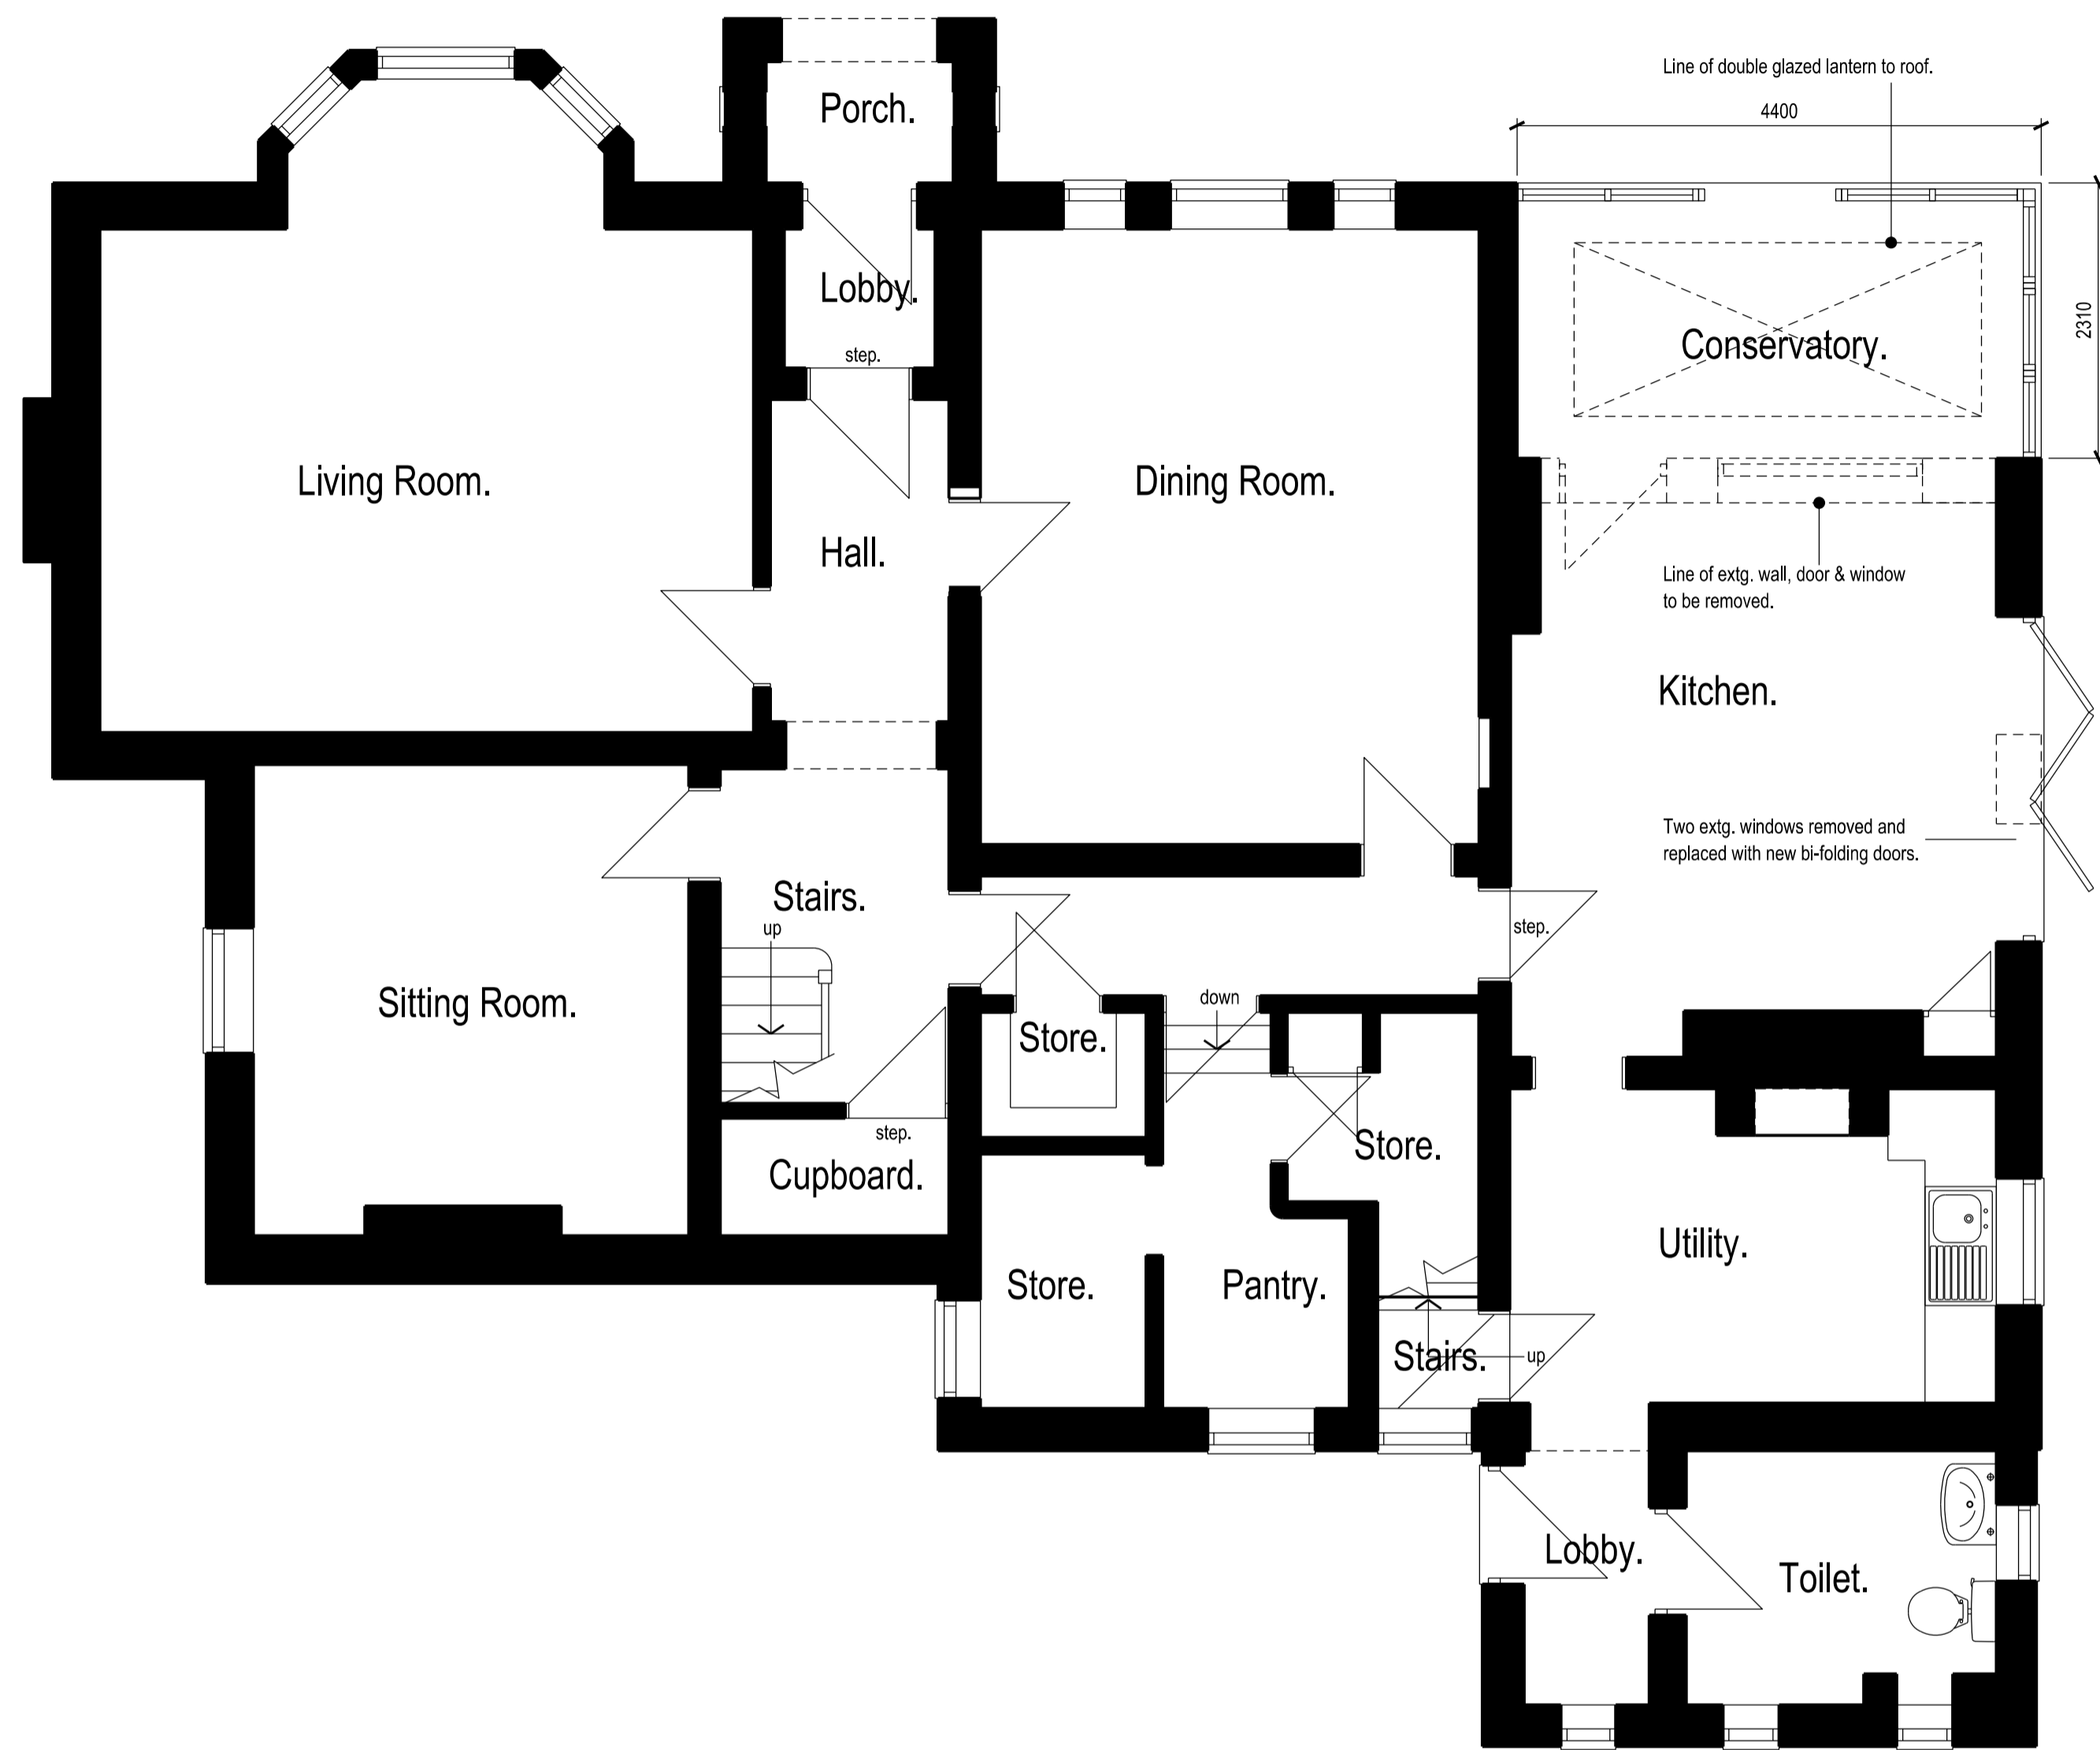 Line of double glazed lantern to roof.
4400
Porch.
Lobby.
step.
2310
Conservatory.
Living Room.
Dining Room.
Hall.
Line of extg. wall, door & window
to be removed.
Kitchen.
Two extg. windows removed and
replaced with new bi-folding doors.
Stairs.
up
step.
Sitting Room.
down
Store.
step.
Cupboard.
Store.
Utility.
Store.
Pantry.
Stairs.
up
Lobby.
Toilet.